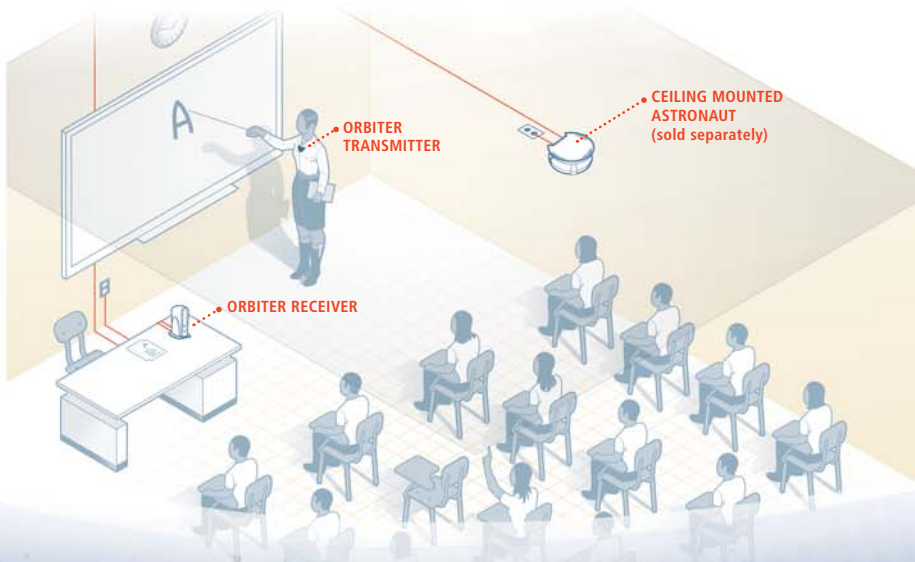 A
ORBITER
TRANSMITTER
CEILING MOUNTED
ASTRONAUT
(sold separately)
ORBITER RECEIVER